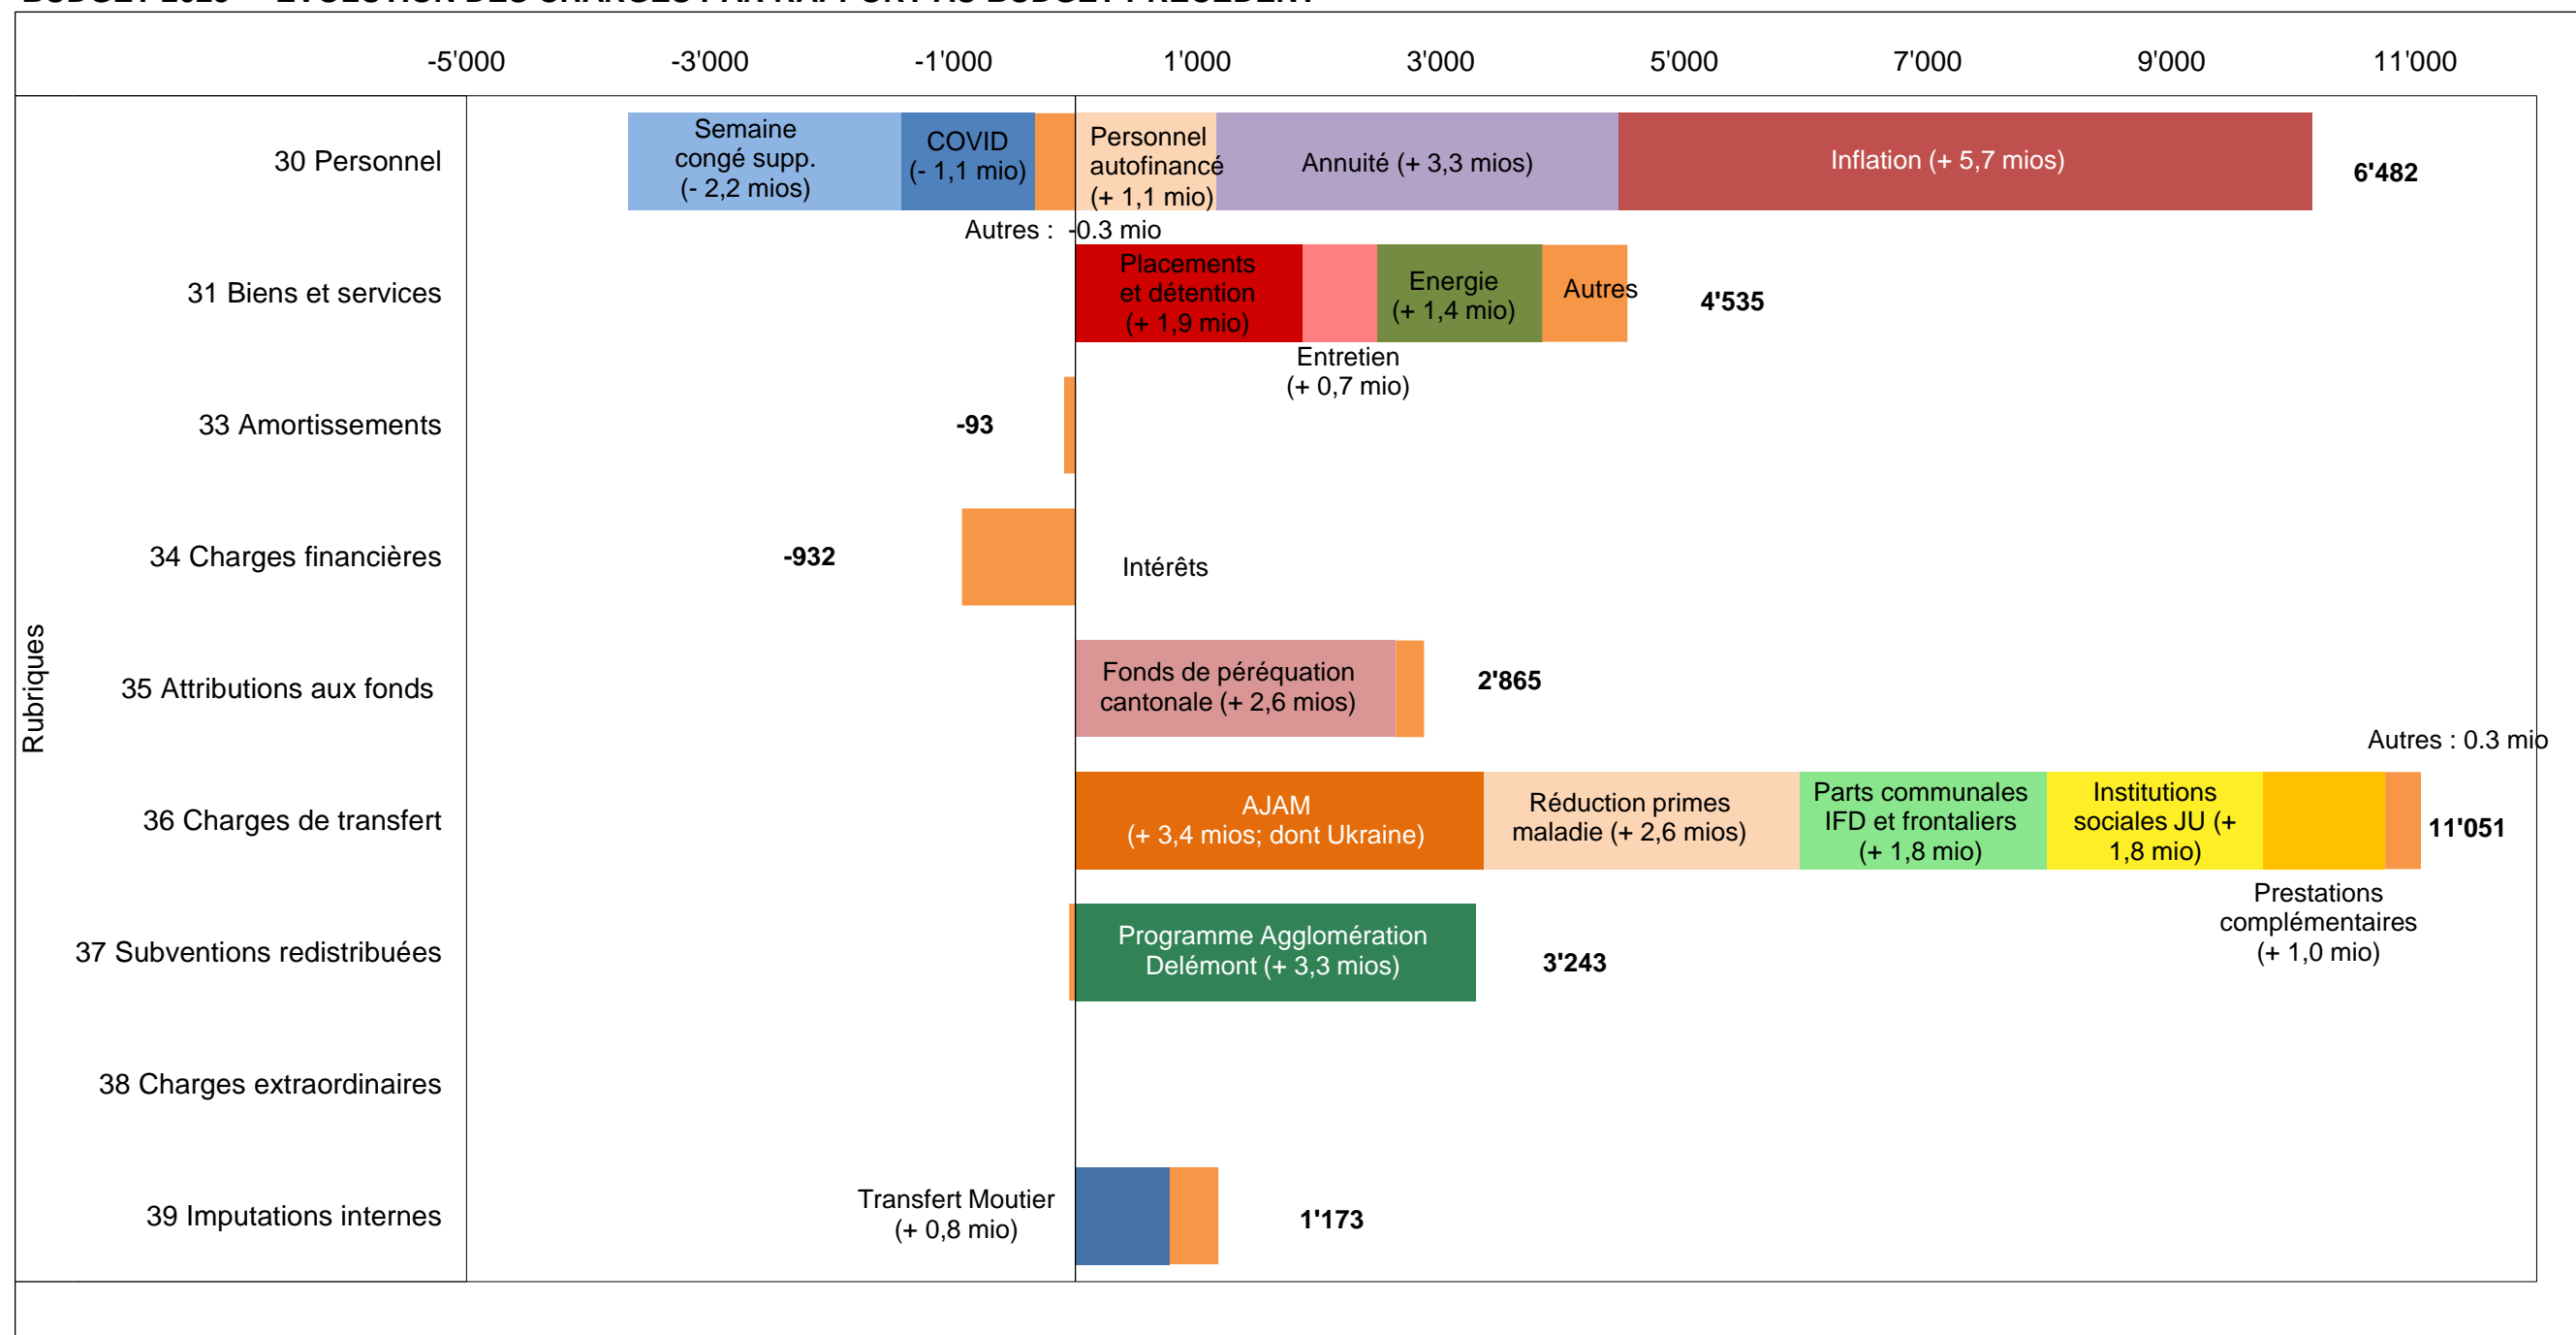 -5'000 -3'000 -1'000 1'000 3'000 5'000 7'000 9'000 11'000
Rubriques
30 Personnel
Semaine
congé supp.
(- 2,2 mios)
COVID
(- 1,1 mio)
Personnel
autofinancé
(+ 1,1 mio)
Annuité (+ 3,3 mios)
Inflation (+ 5,7 mios)
6'482
Autres : -0.3 mio
31 Biens et services
Placements
et détention
(+ 1,9 mio)
Energie
(+ 1,4 mio)
Autres
4'535
Entretien
(+ 0,7 mio)
33 Amortissements
-93
34 Charges financières
-932
Intérêts
35 Attributions aux fonds
Fonds de péréquation
cantonale (+ 2,6 mios)
2'865
Autres : 0.3 mio
36 Charges de transfert
AJAM
(+ 3,4 mios; dont Ukraine)
Réduction primes
maladie (+ 2,6 mios)
Parts communales
IFD et frontaliers
(+ 1,8 mio)
Institutions
sociales JU (+
1,8 mio)
11'051
Prestations
complémentaires
(+ 1,0 mio)
37 Subventions redistribuées
Programme Agglomération
Delémont (+ 3,3 mios)
3'243
38 Charges extraordinaires
39 Imputations internes
Transfert Moutier
(+ 0,8 mio)
1'173